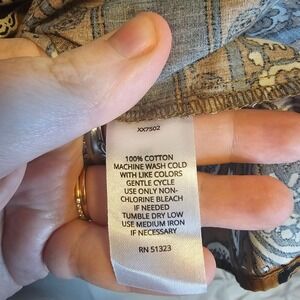 XX7502
100% COTTON
MACHINE WASH COLD
WITH LIKE COLORS
GENTLE CYCLE
USE ONLY NON-
CHLORINE BLEACH
IF NEEDED
TUMBLE DRY LOW
USE MEDIUM IRON
IF NECESSARY
RN 51323